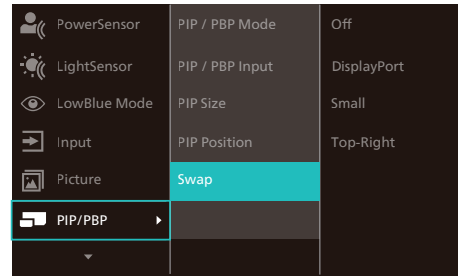 PowerSensor PIP / PBP Mode Off
LightSensor PIP / PBP Input DisplayPort
LowBlue Mode PIP Size Small
Input PIP Position Top-Right
Picture Swap
PIP/PBP